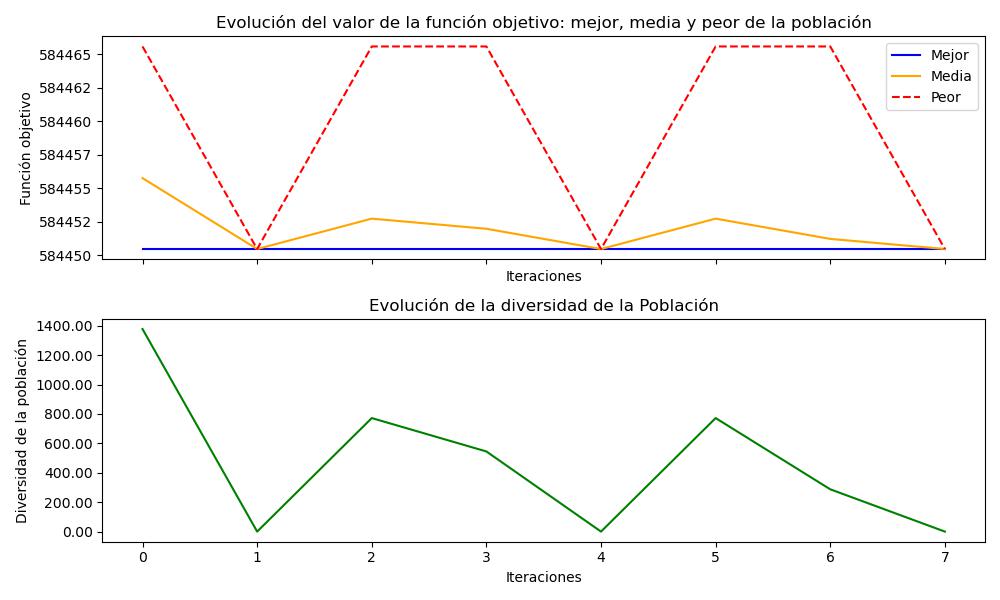 Evolución del valor de la función objetivo: mejor, media y peor de la población
584465
584462
584460
584457
584455
584452
584450
Función objetivo
Mejor
Media
Peor
Iteraciones
Evolución de la diversidad de la Población
1400.00
1200.00
1000.00
800.00
600.00
400.00
200.00
0.00
Diversidad de la población
0 1 2 3 4 5 6 7
Iteraciones